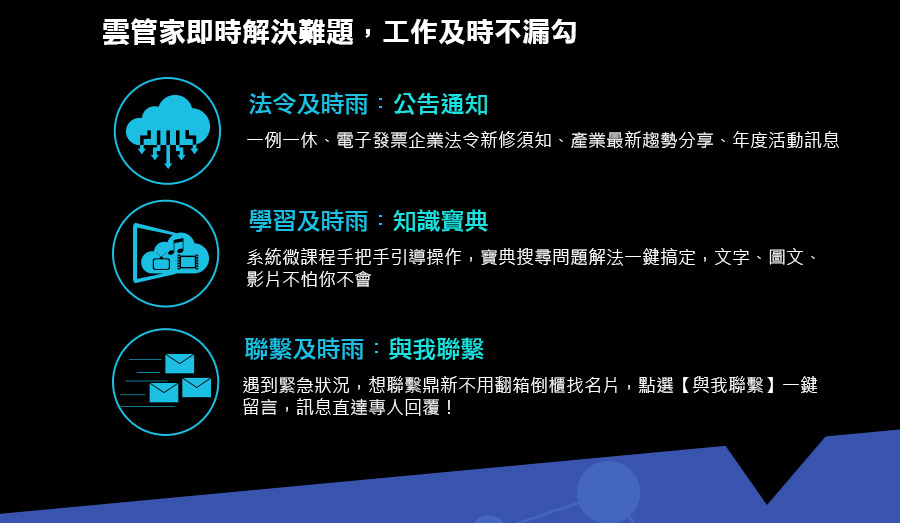 雲管家即時解決難題，工作及時不漏勾
法令及時雨：公告通知
一例一休、電子發票企業法令新修須知、產業最新趨勢分享、年度活動訊息
學習及時雨：知識寶典
系統微課程手把手引導操作，寶典搜尋問題解法一鍵搞定，文字、圖文、
影片不怕你不會
聯繫及時雨：與我聯繫
遇到緊急狀況，想聯繫鼎新不用翻箱倒櫃找名片，點選【與我聯繫】一鍵
留言，訊息直達專人回覆！